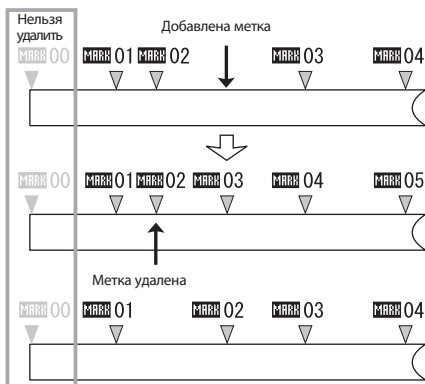 Нельзя
удалить
Добавлена метка
MARK 00 MARK 01 MARK 02 MARK 03 MARK 04
MARK 00 MARK 01 MARK 02 MARK 03 MARK 04 MARK 05
Метка удалена
MARK 00 MARK 01 MARK 02 MARK 03 MARK 04